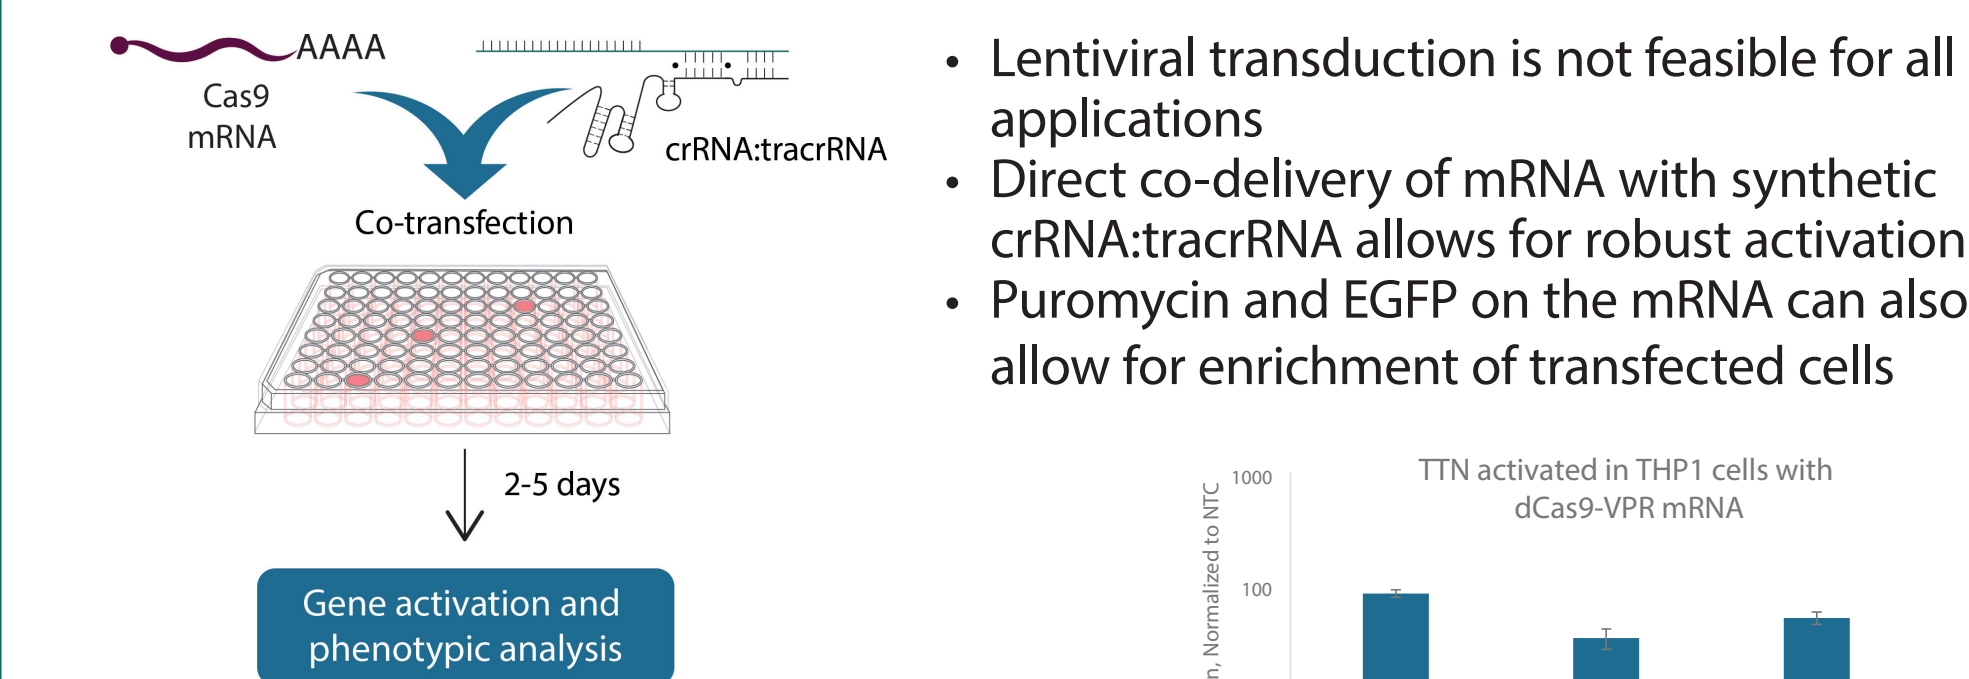 AAAA
Cas9
mRNA
crRNA:tracrRNA
Co-transfection
2-5 days
Gene activation and
phenotypic analysis
• Lentiviral transduction is not feasible for all
applications
• Direct co-delivery of mRNA with synthetic
crRNA:tracrRNA allows for robust activation
• Puromycin and EGFP on the mRNA can also
allow for enrichment of transfected cells
TTN activated in THP1 cells with
dCas9-VPR mRNA
1000
100
Normalized to NTC